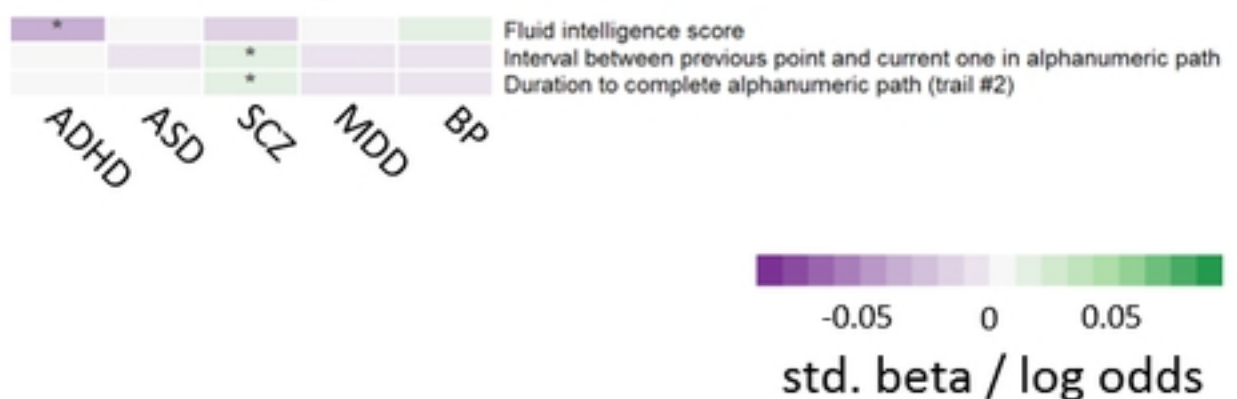 * Fluid intelligence score
* Interval between previous point and current one in alphanumeric path
* Duration to complete alphanumeric path (trail #2)
ADHD ASD SCZ MDD BP
-0.05 0 0.05
std. beta / log odds